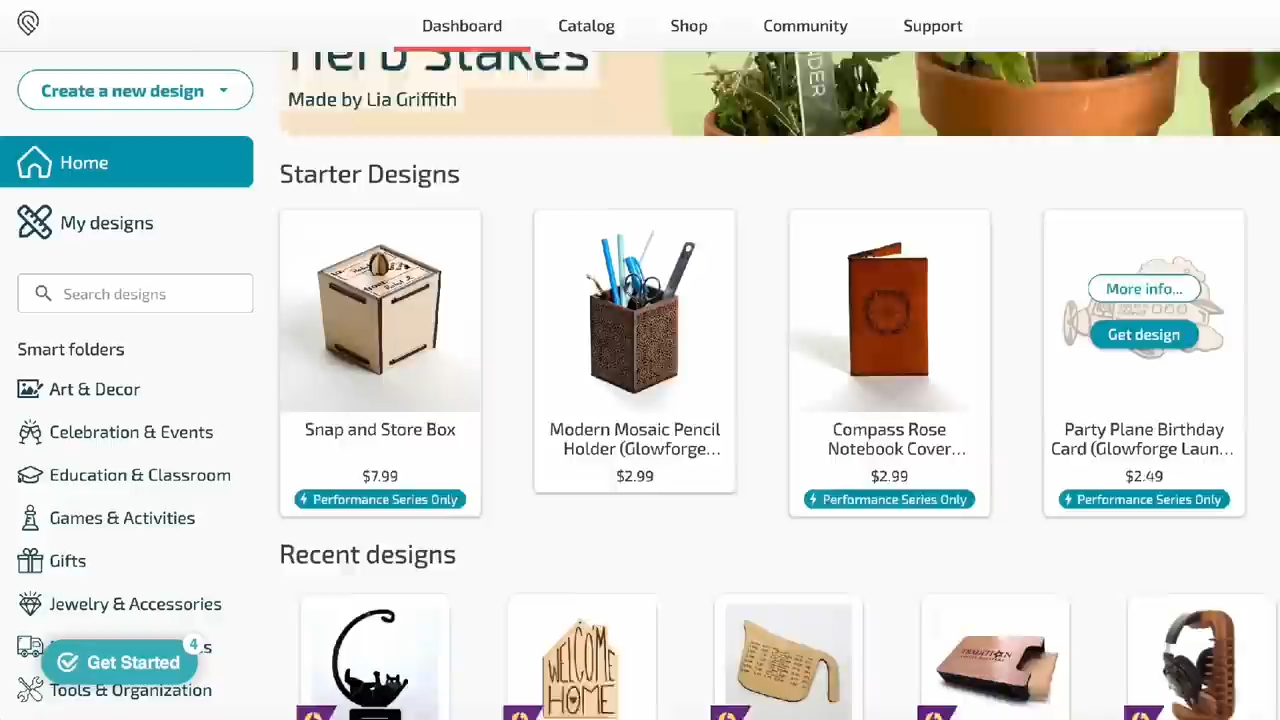 Dashboard
Catalog
Shop
Community
Support
Herb Stakes
Made by Lia Griffith
Create a new design
Home
My designs
Search designs
Smart folders
Art & Decor
Celebration & Events
Education & Classroom
Games & Activities
Gifts
Jewelry & Accessories
s
Tools & Organization
Get Started
4
Starter Designs
Snap and Store Box
$7.99
Performance Series Only
Modern Mosaic Pencil
Holder (Glowforge...
$2.99
Compass Rose
Notebook Cover...
$2.99
Performance Series Only
More info...
Get design
Party Plane Birthday
Card (Glowforge Laun...
$2.49
Performance Series Only
Recent designs
WELCOME
HOME
TRADITION